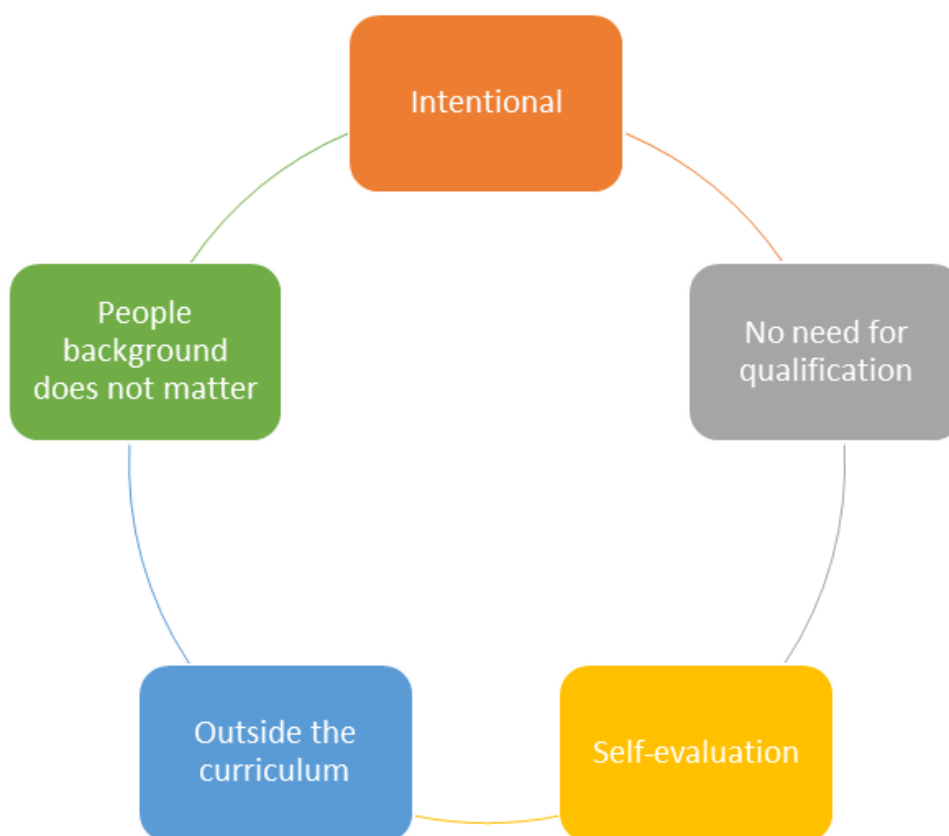 Intentional
No need for
qualification
Self-evaluation
Outside the
curriculum
People
background
does not matter